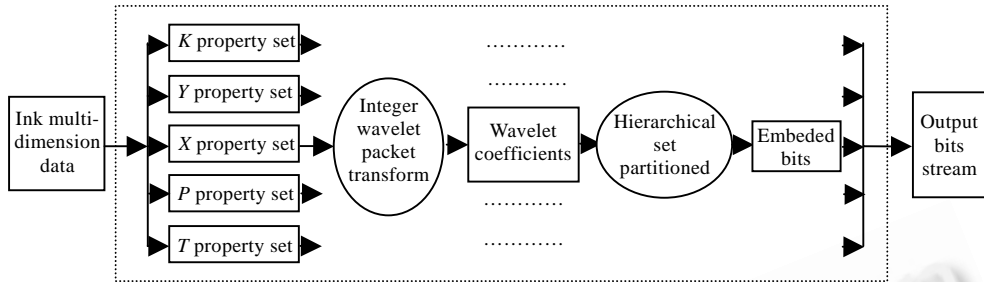 Ink multi-
dimension
data
K property set
Y property set
X property set
P property set
T property set
Integer
wavelet
packet
transform
…………
…………
Wavelet
coefficients
…………
…………
Hierarchical
set
partitioned
Embeded
bits
Output
bits
stream